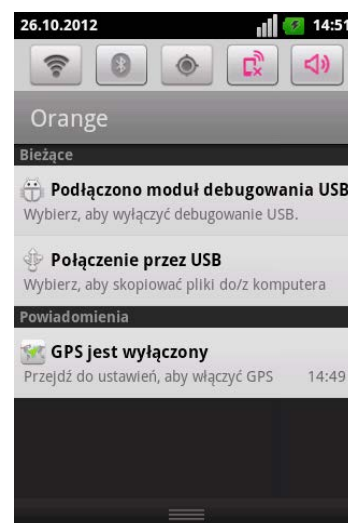 26.10.2012 14:51
Orange
Bieżące
Podłączono moduł debugowania USB
Wybierz, aby wyłączyć debugowanie USB.
Połączenie przez USB
Wybierz, aby skopiować pliki do/z komputera
Powiadomienia
GPS jest wyłączony
Przejdź do ustawień, aby włączyć GPS 14:49